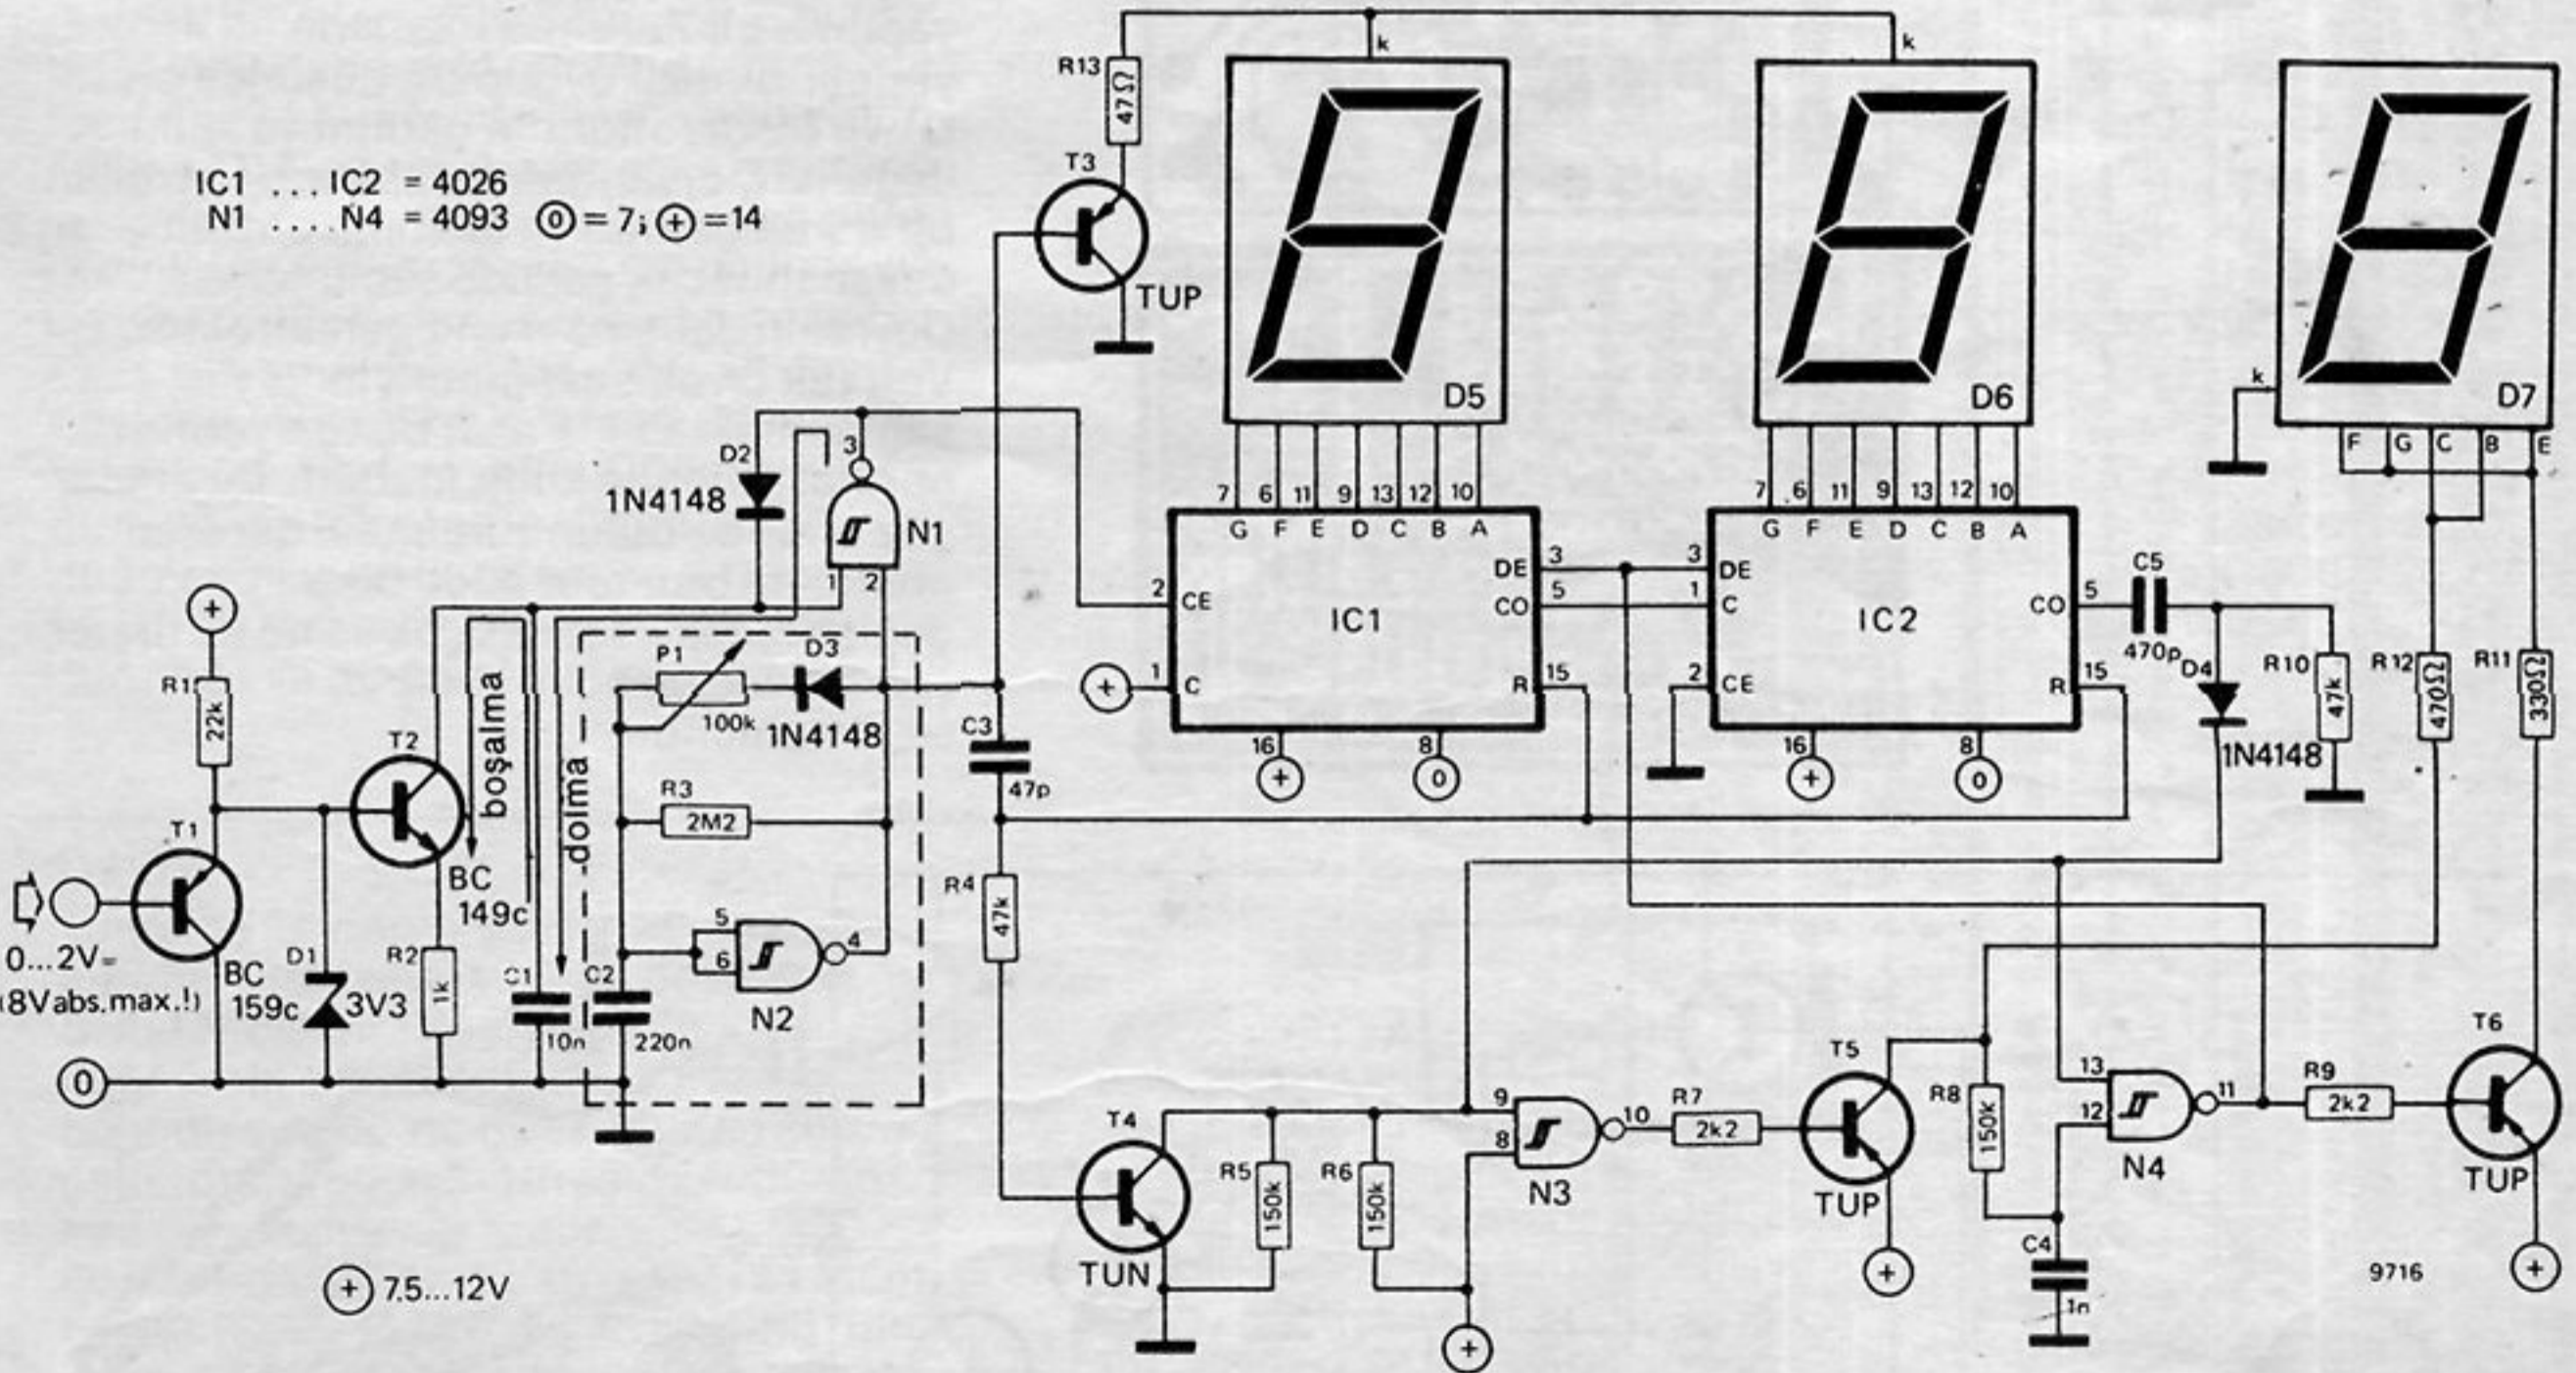 IC1 ... IC2 = 4026
N1 .... N4 = 4093 0 = 7; + = 14
R13
47Ω
T3
TUP
k
D5
k
D6
k
D7
F G C B E
D2
1N4148
3
N1
1 2
7 6 11 9 13 12 10
G F E D C B A
2 CE
1 C
+
IC1
DE 3
CO 5
R 15
16
+
8
0
7 6 11 9 13 12 10
G F E D C B A
3 DE
1 C
2 CE
IC2
CO 5
R 15
16
+
8
0
C5
470p
D4
1N4148
R10
47k
R12
470Ω
R11
330Ω
+
R1
22k
T2
BC
149c
boşalma
dolma
P1
100k
D3
1N4148
R3
2M2
C3
47p
T1
BC
159c
0...2V=
(8Vabs.max.!)
D1
3V3
R2
1k
C1
10n
C2
220n
5
6
4
N2
0
R4
47k
T4
TUN
R5
150k
R6
150k
9
8
10
N3
+
R7
2k2
T5
TUP
+
R8
150k
13
12
11
N4
C4
1n
R9
2k2
T6
TUP
+
9716
+ 7.5...12V